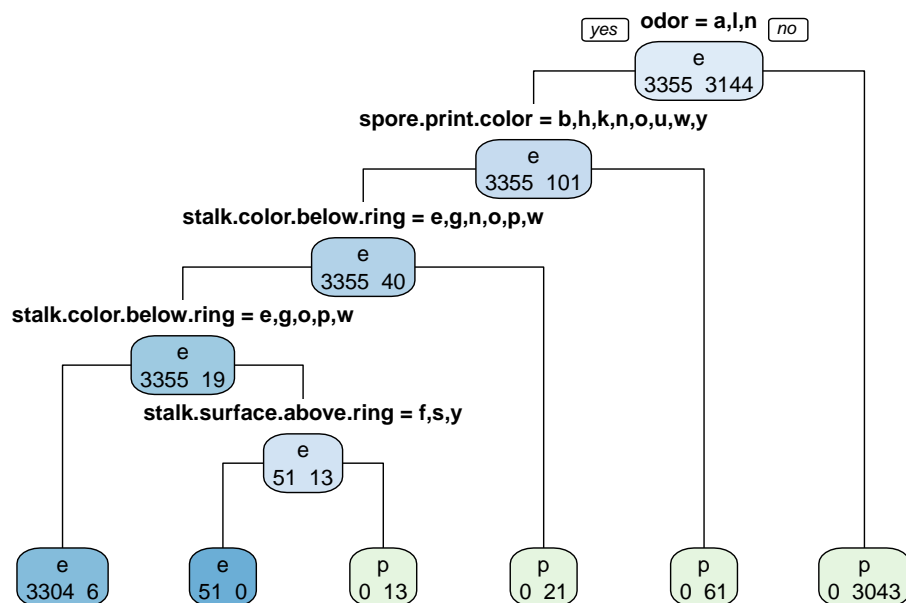 odor = a,l,n
yes
no
e
3355 3144
spore.print.color = b,h,k,n,o,u,w,y
e
3355 101
stalk.color.below.ring = e,g,n,o,p,w
e
3355 40
stalk.color.below.ring = e,g,o,p,w
e
3355 19
stalk.surface.above.ring = f,s,y
e
51 13
e
3304 6
e
51 0
p
0 13
p
0 21
p
0 61
p
0 3043